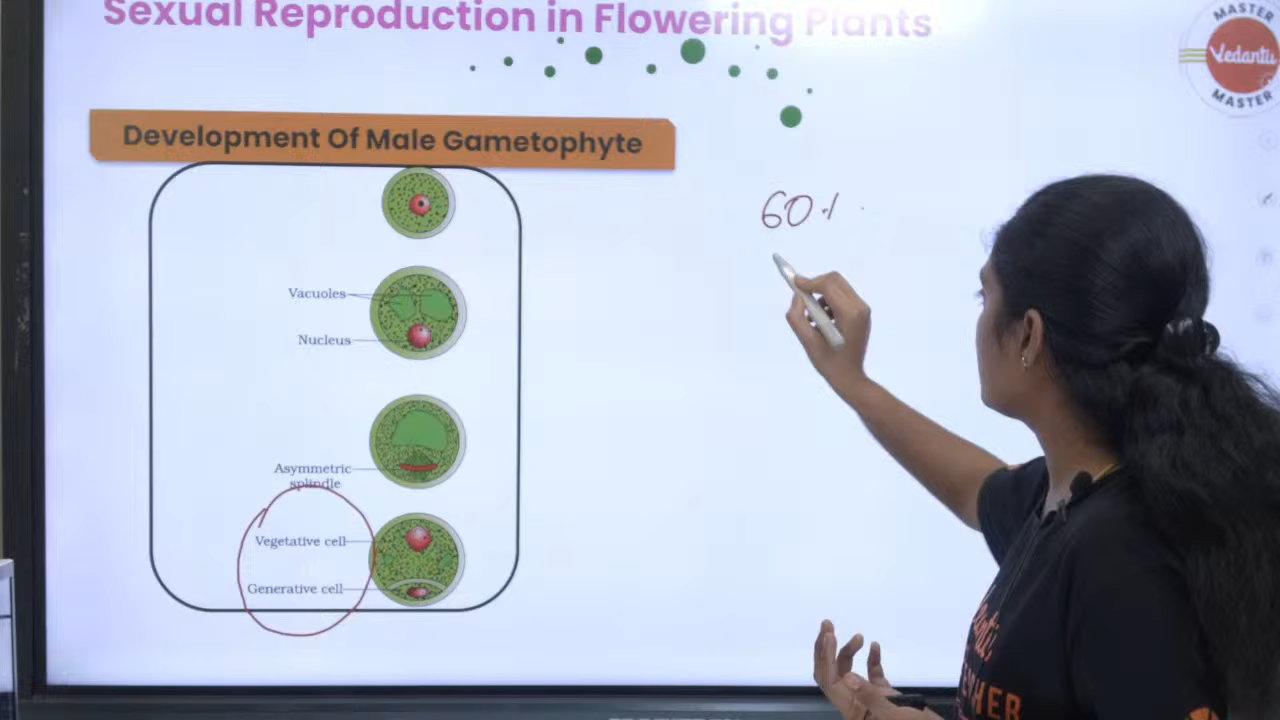 Sexual Reproduction in Flowering Plants
MASTER
Vedantu
MASTER
Development Of Male Gametophyte
60%
Vacuoles
Nucleus
Asymmetric
spindle
Vegetative cell
Generative cell